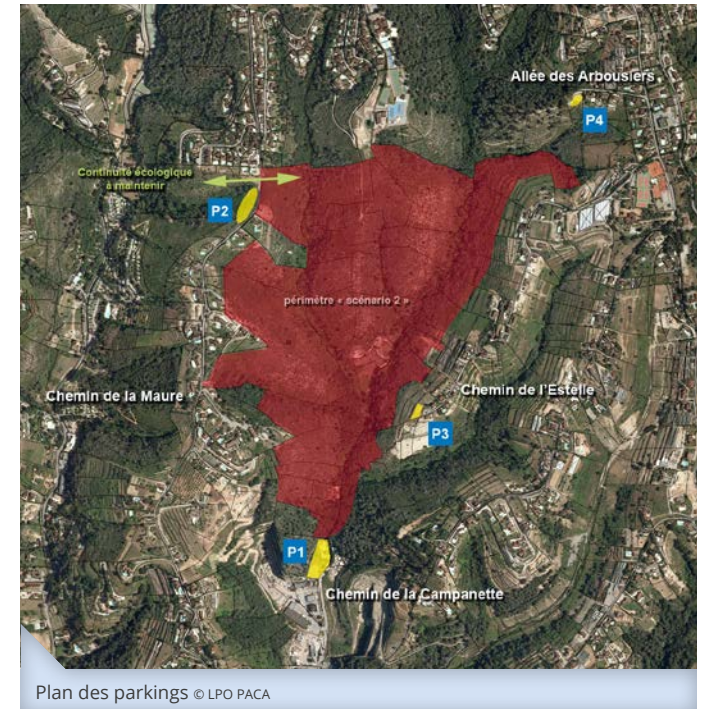 Allée des Arbousiers
P4
Continuité écologique
à maintenir
P2
périmètre « scénario 2 »
Chemin de la Maure
Chemin de l'Estelle
P3
P1
Chemin de la Campanette
Plan des parkings © LPO PACA